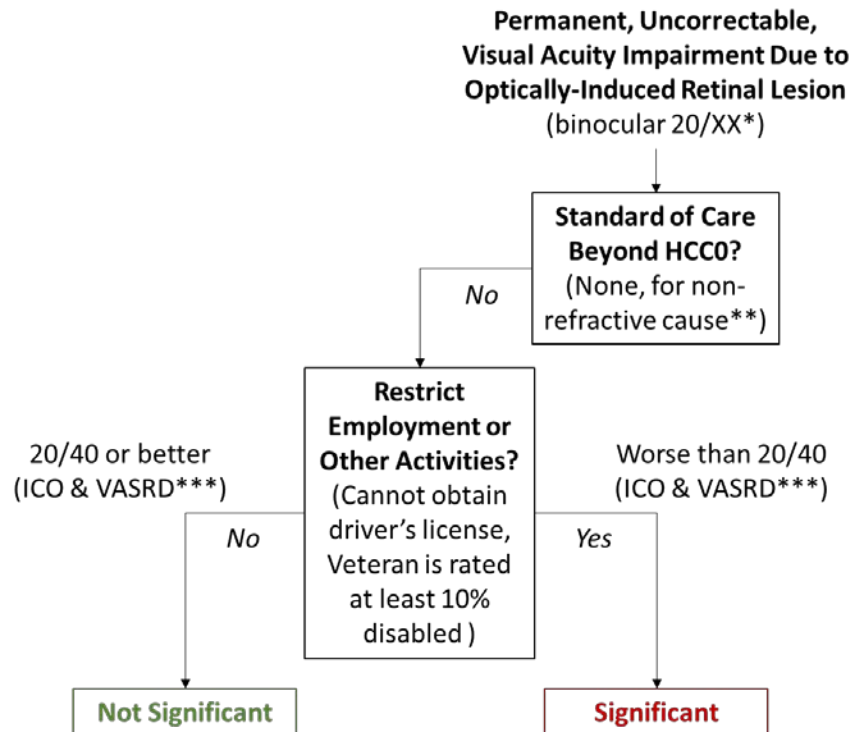 Permanent, Uncorrectable,
Visual Acuity Impairment Due to
Optically-Induced Retinal Lesion
(binocular 20/XX*)
Standard of Care
Beyond HCC0?
(None, for non-
refractive cause**)
No
Restrict
Employment or
Other Activities?
(Cannot obtain
driver's license,
Veteran is rated
at least 10%
disabled )
20/40 or better
(ICO & VASRD***)
No
Worse than 20/40
(ICO & VASRD***)
Yes
Not Significant
Significant